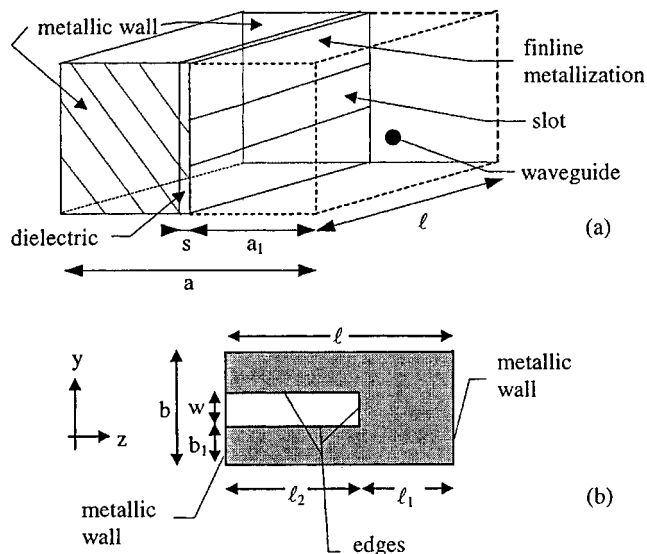 metallic wall
finline
metallization
slot
waveguide
dielectric
s
a₁
ℓ
(a)
a
ℓ
y
z
b
w
b₁
metallic
wall
ℓ₂
ℓ₁
(b)
metallic
wall
edges